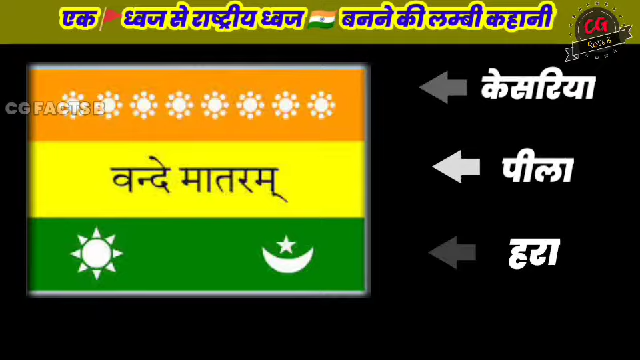 एक 🚩 ध्वज से राष्ट्रीय ध्वज 🇮🇳 बनने की लम्बी कहानी
CG
CG FACTS B
केसरिया
वन्दे मातरम्
पीला
हरा